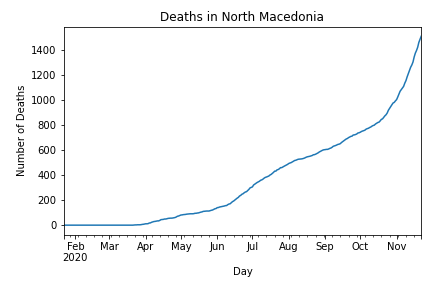 Deaths in North Macedonia
Number of Deaths
1400
1200
1000
800
600
400
200
0
Feb Mar Apr May Jun Jul Aug Sep Oct Nov
2020
Day